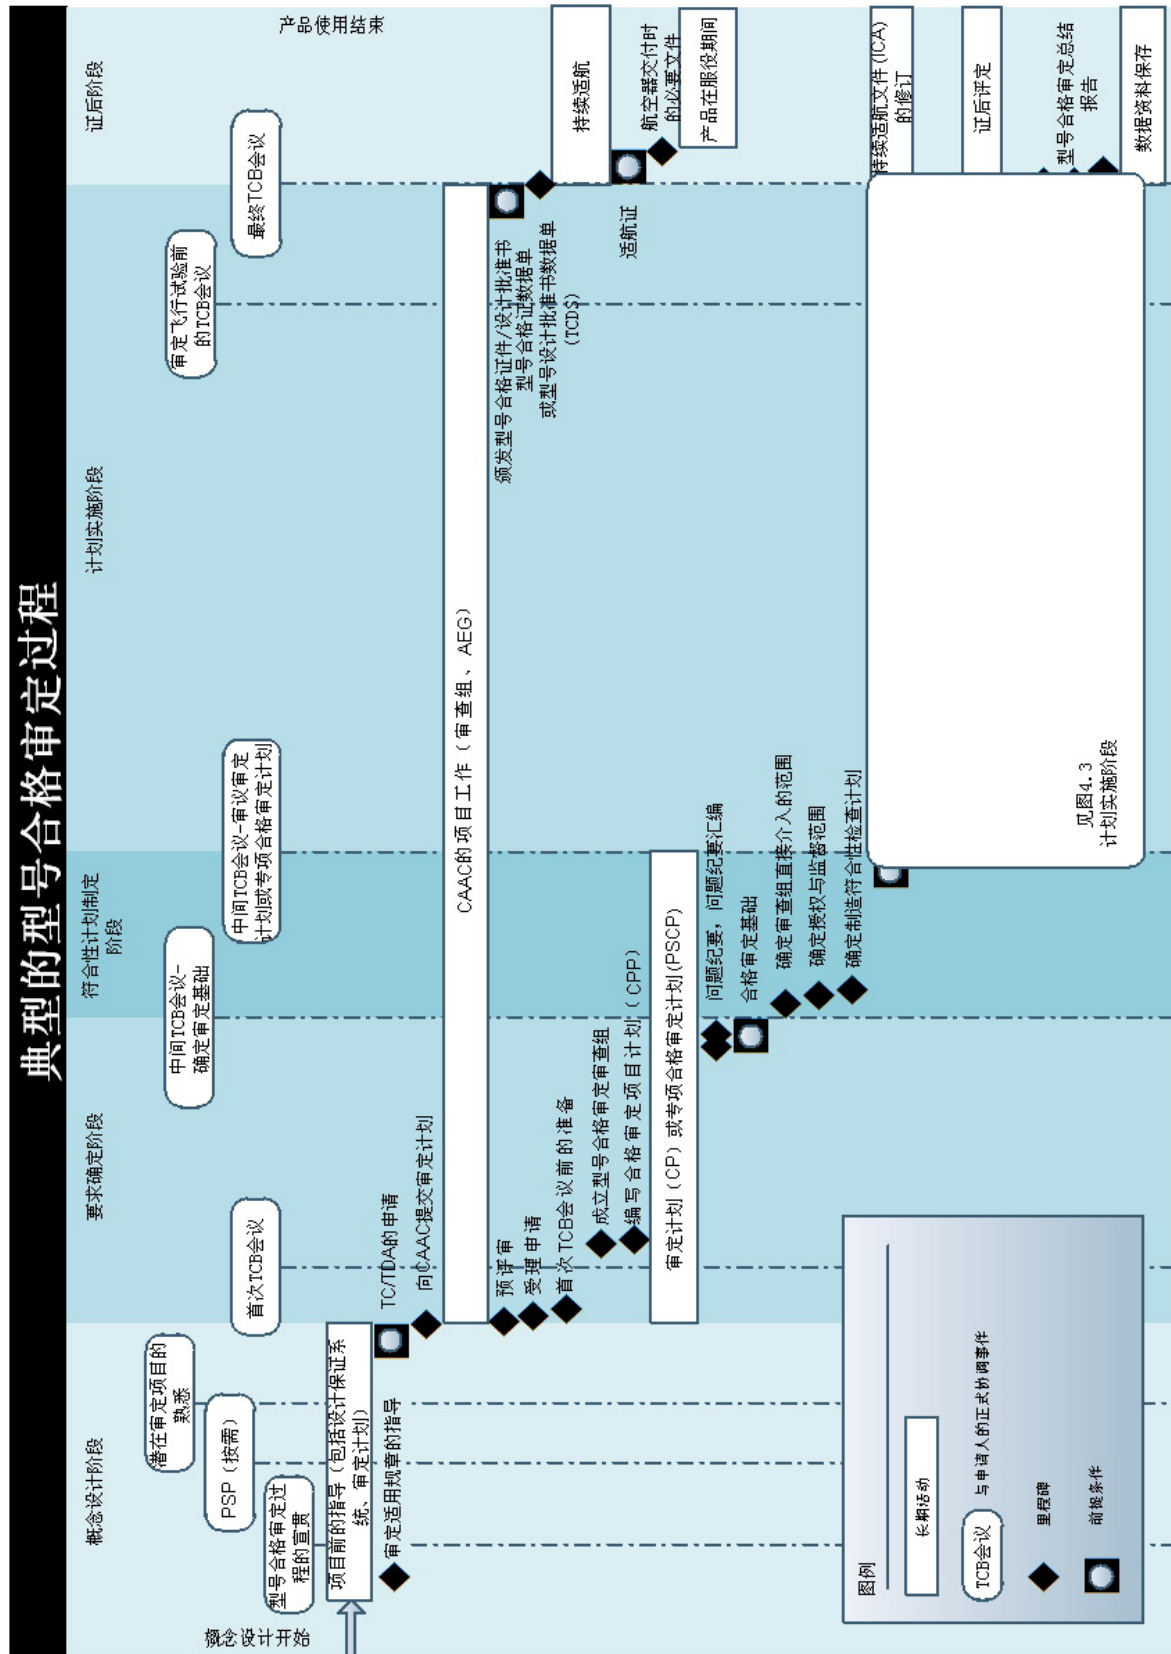 典型的型号合格审定过程
概念设计阶段
要求确定阶段
符合性计划制定
阶段
计划实施阶段
证后阶段
潜在审定项目的
熟悉
PSP（按需）
型号合格审定过
程的宣贯
首次TCB会议
中间TCB会议-
确定审定基础
中间TCB会议-审议审定
计划或专项合格审定计划
审定飞行试验前
的TCB会议
最终TCB会议
产品使用结束
概念设计开始
项目前的指导（包括设计保证系
统、审定计划）
审定适用规章的指导
TC/TDA的申请
向CAAC提交审定计划
CAAC的项目工作（审查组、AEG）
预评审
受理申请
首次TCB会议前的准备
成立型号合格审定审查组
编写合格审定项目计划（CPP）
审定计划（CP）或专项合格审定计划(PSCP)
问题纪要，问题纪要汇编
合格审定基础
确定审查组直接介入的范围
确定授权与监督范围
确定制造符合性检查计划
见图4.3
计划实施阶段
颁发型号合格证件/设计批准书
型号合格证数据单
或型号设计批准书数据单
(TCDS)
持续适航
适航证
航空器交付时
的必要文件
产品在服役期间
持续适航文件(ICA)
的修订
证后评定
型号合格审定总结
报告
数据资料保存
图例
长期活动
TCB会议
与申请人的正式协调事件
里程碑
前提条件